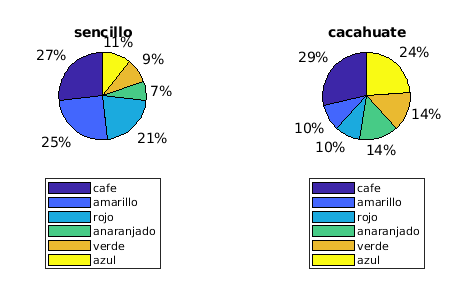 sencillo
11%
9%
7%
21%
25%
27%
cafe
amarillo
rojo
anaranjado
verde
azul
cacahuate
24%
14%
14%
10%
10%
29%
cafe
amarillo
rojo
anaranjado
verde
azul